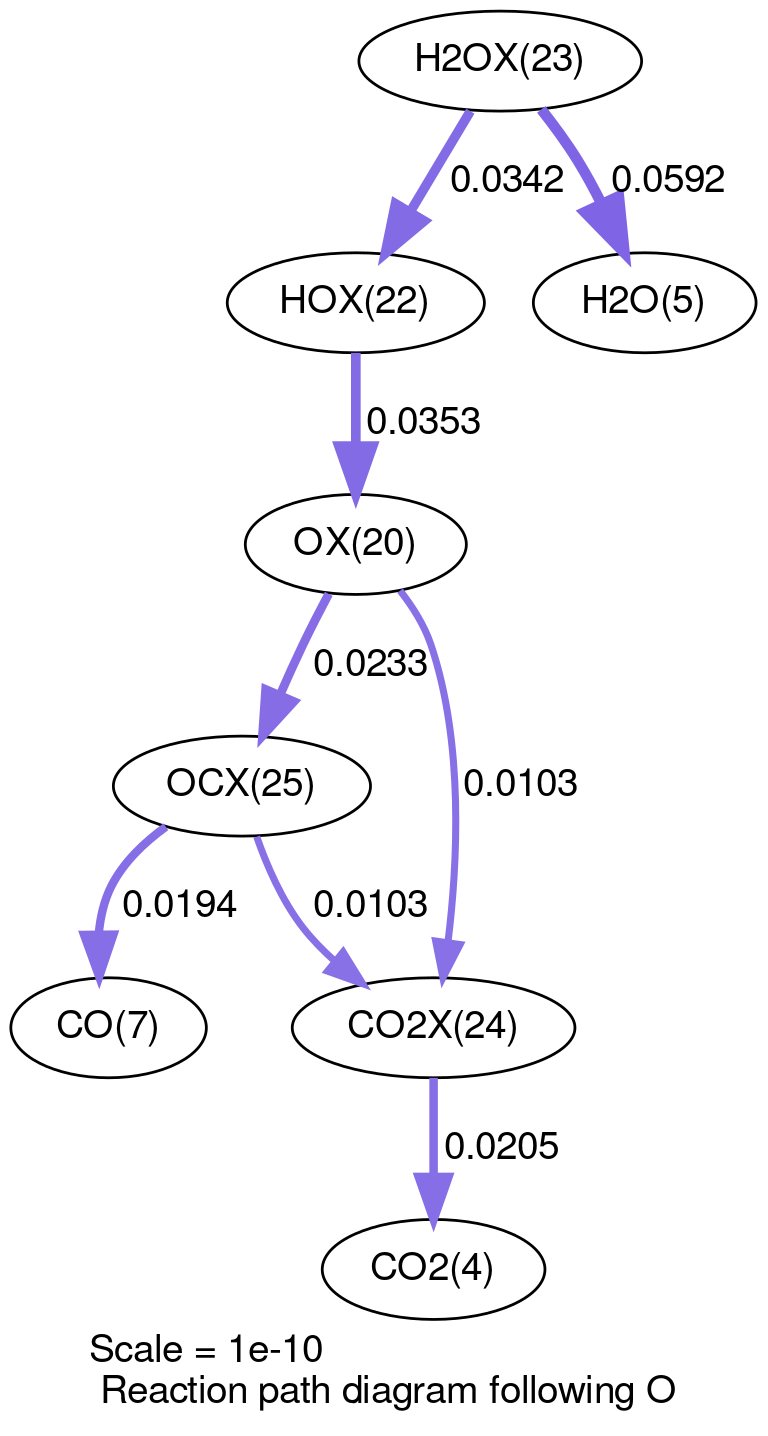 H2OX(23)
0.0342
0.0592
HOX(22)
H2O(5)
0.0353
OX(20)
0.0233
0.0103
OCX(25)
0.0194
0.0103
CO(7)
CO2X(24)
0.0205
CO2(4)
Scale = 1e-10
Reaction path diagram following O